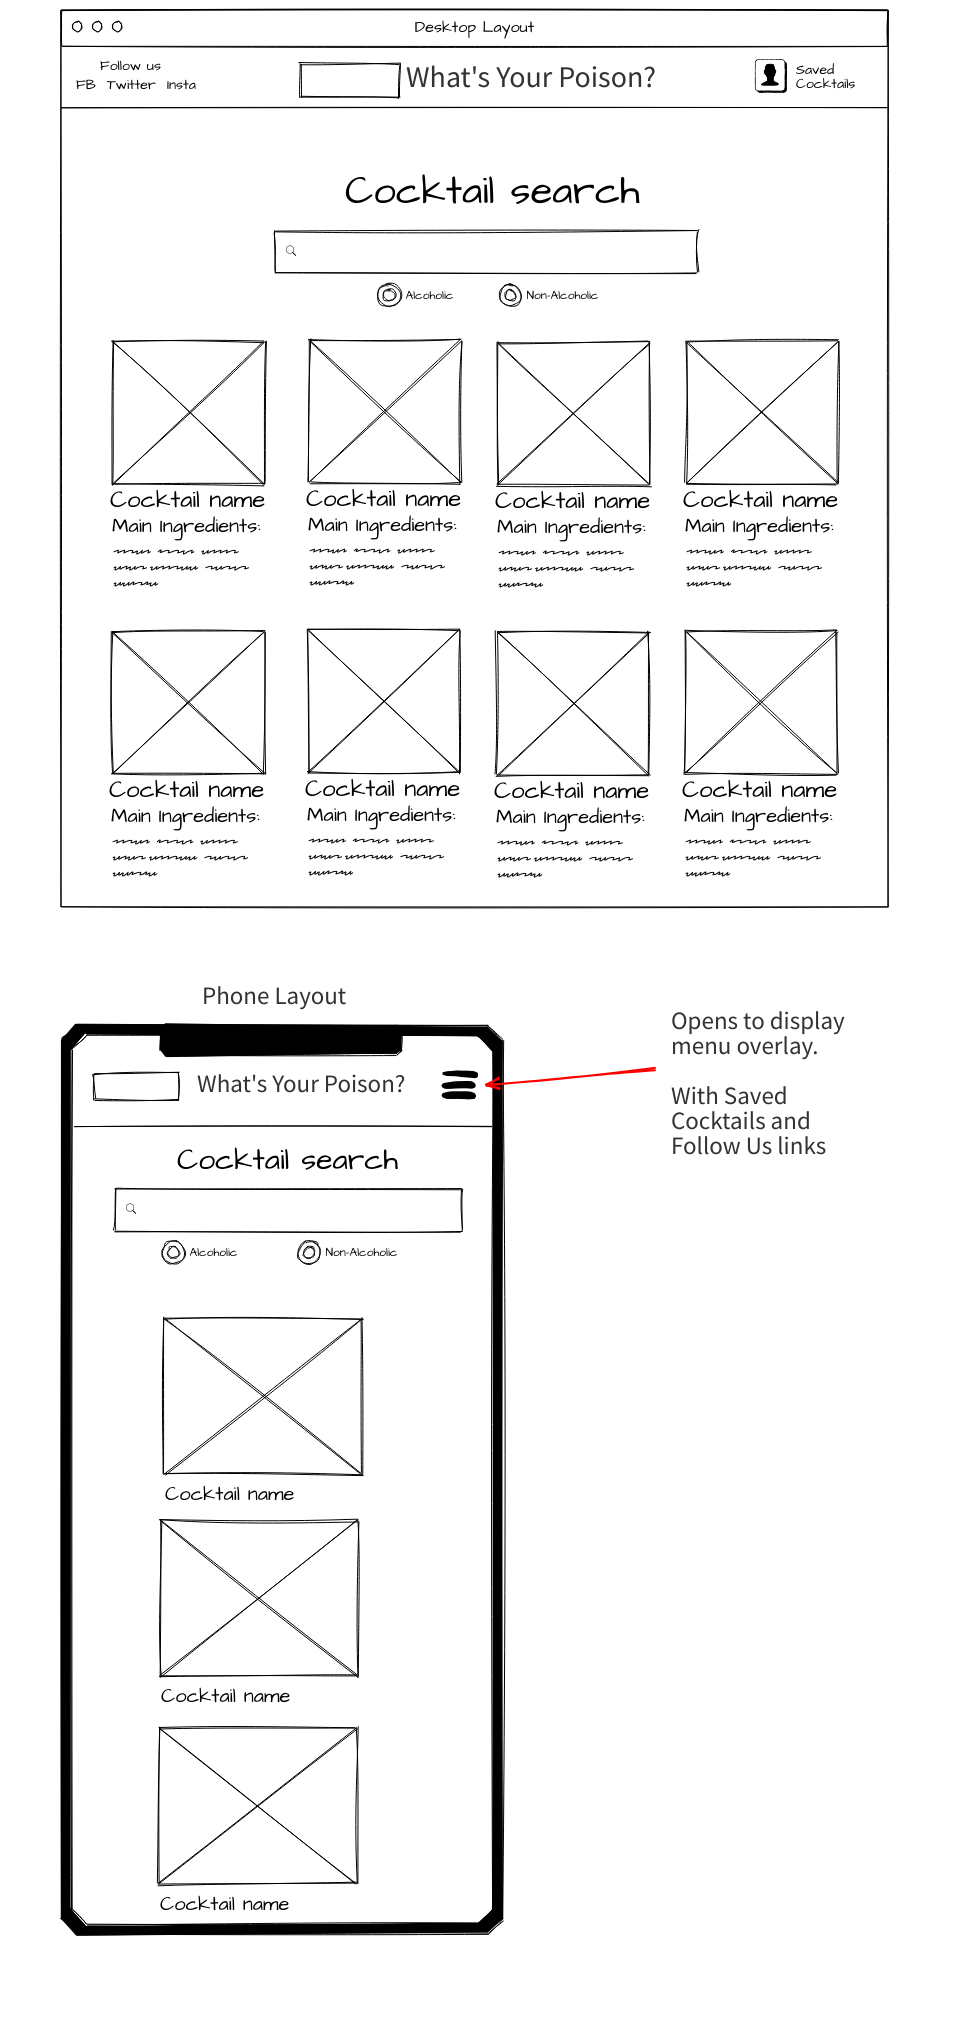 Desktop Layout
Follow us
FB Twitter Insta
What's Your Poison?
Saved
Cocktails
Cocktail search
Alcoholic Non-Alcoholic
Cocktail name Cocktail name Cocktail name Cocktail name
Main Ingredients: Main Ingredients: Main Ingredients: Main Ingredients:
Cocktail name Cocktail name Cocktail name Cocktail name
Main Ingredients: Main Ingredients: Main Ingredients: Main Ingredients:
Phone Layout
What's Your Poison?
Opens to display
menu overlay.
With Saved
Cocktails and
Follow Us links
Cocktail search
Alcoholic Non-Alcoholic
Cocktail name
Cocktail name
Cocktail name